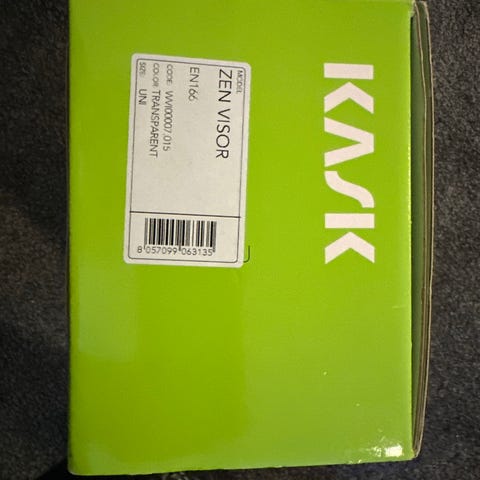 KASK
MODEL
ZEN VISOR
EN166
CODE: WVI00007.015
COLOR: TRANSPARENT
SIZE: UNI
8 057099 063135